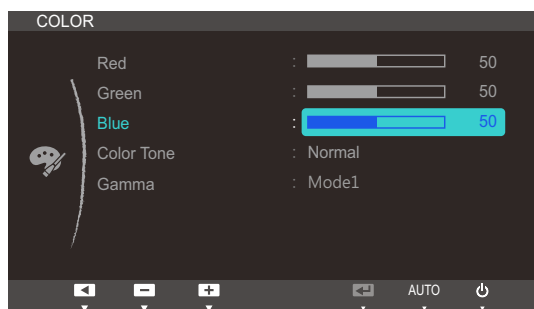 COLOR
Red : 50
Green : 50
Blue : 50
Color Tone : Normal
Gamma : Mode1
AUTO